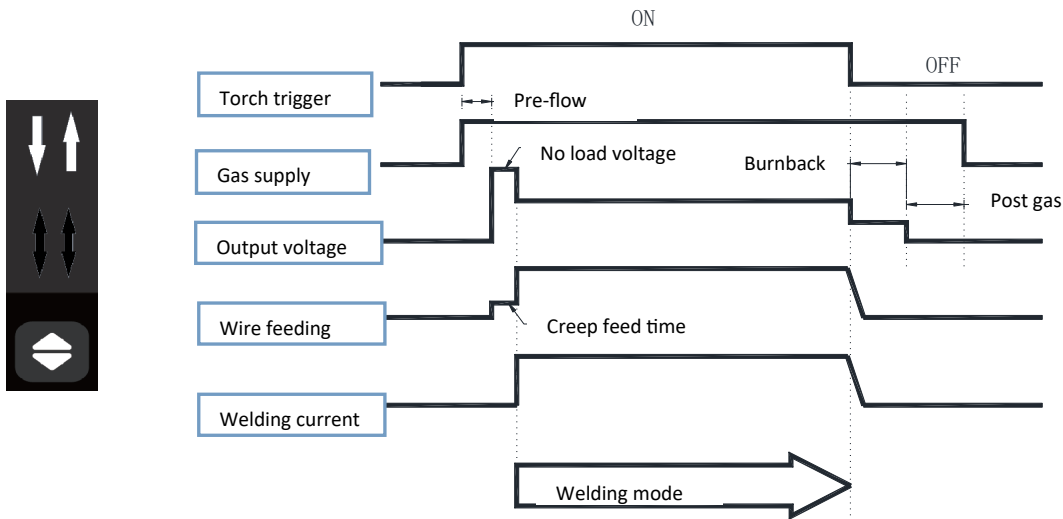 ON
OFF
Torch trigger
Pre-flow
No load voltage
Burnback
Gas supply
Post gas
Output voltage
Wire feeding
Creep feed time
Welding current
Welding mode